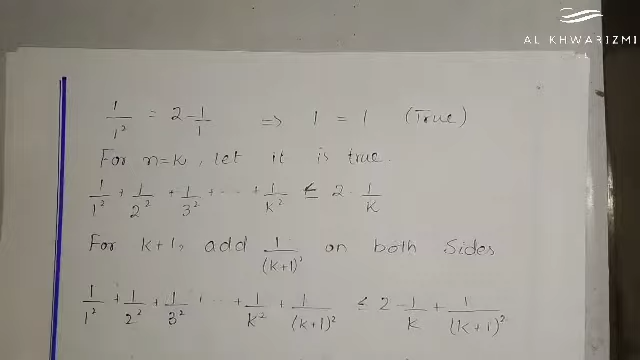 AL KHWARIZMI
1/1² = 2 - 1/1 ⇒ 1 = 1 (True)
For n=k, let it is true.
1/1² + 1/2² + 1/3² + ... + 1/k² ≤ 2 - 1/k
For k+1, add 1/(k+1)² on both sides
1/1² + 1/2² + 1/3² + ... + 1/k² + 1/(k+1)² ≤ 2 - 1/k + 1/(k+1)²